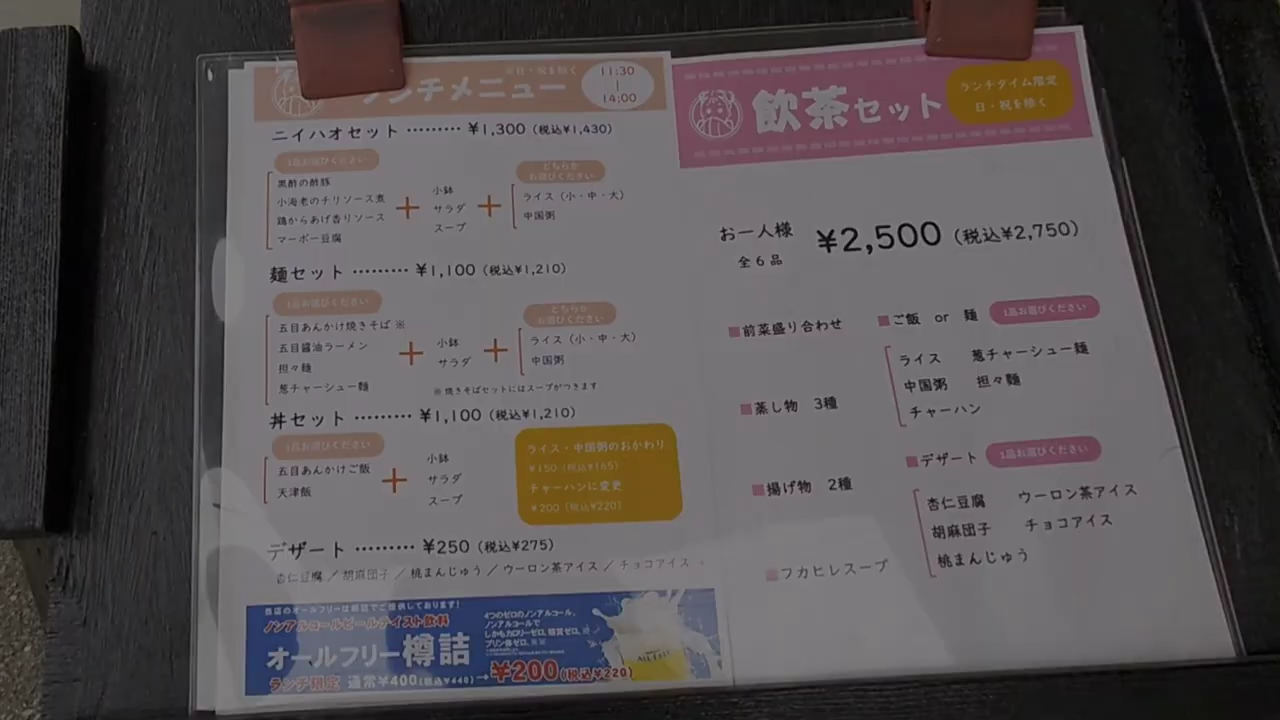 ランチメニュー
※日・祝を除く
11:30
|
14:00
ニイハオセット ········· ¥1,300 (税込¥1,430)
1品お選びください
黒酢の酢豚
小海老のチリソース煮
鶏からあげ香りソース
マーボー豆腐
+
小鉢
サラダ
スープ
+
どちらか
お選びください
ライス（小・中・大）
中国粥
麺セット ········· ¥1,100 (税込¥1,210)
1品お選びください
五目あんかけ焼きそば ※
五目醤油ラーメン
担々麺
葱チャーシュー麺
+
小鉢
サラダ
+
どちらか
お選びください
ライス（小・中・大）
中国粥
※ 焼きそばセットにはスープがつきます
丼セット ········· ¥1,100 (税込¥1,210)
1品お選びください
五目あんかけご飯
天津飯
+
小鉢
サラダ
スープ
ライス・中国粥のおかわり
¥150 (税込¥165)
チャーハンに変更
¥200 (税込¥220)
デザート ········· ¥250 (税込¥275)
杏仁豆腐 ／ 胡麻団子 ／ 桃まんじゅう ／ ウーロン茶アイス ／ チョコアイス
当店のオールフリーは樽詰でご提供しております！
ノンアルコールビールテイスト飲料
オールフリー樽詰
ランチ限定 通常¥400(税込¥440)→¥200(税込¥220)
4つのゼロのノンアルコール。
ノンアルコールで
しかもカロリーゼロ、糖質ゼロ、
プリン体ゼロ。
ALL-FREE
飲茶セット
ランチタイム限定
日・祝を除く
お一人様 ¥2,500 (税込¥2,750)
全6品
前菜盛り合わせ
蒸し物 3種
揚げ物 2種
フカヒレスープ
ご飯 or 麺 1品お選びください
ライス 葱チャーシュー麺
中国粥 担々麺
チャーハン
デザート 1品お選びください
杏仁豆腐 ウーロン茶アイス
胡麻団子 チョコアイス
桃まんじゅう